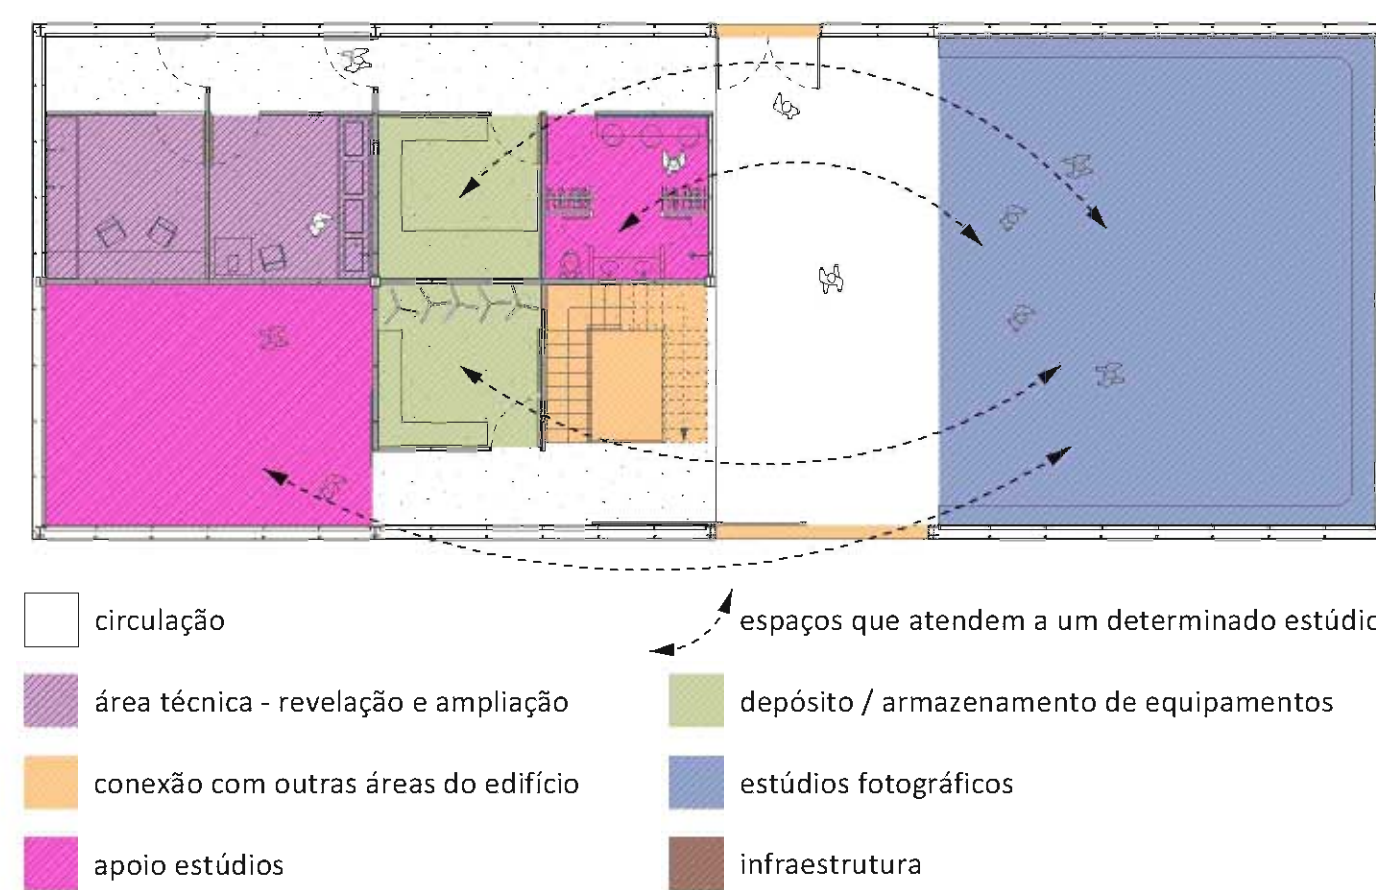 circulação
espaços que atendem a um determinado estúdio
área técnica - revelação e ampliação
depósito / armazenamento de equipamentos
conexão com outras áreas do edifício
estúdios fotográficos
apoio estúdios
infraestrutura